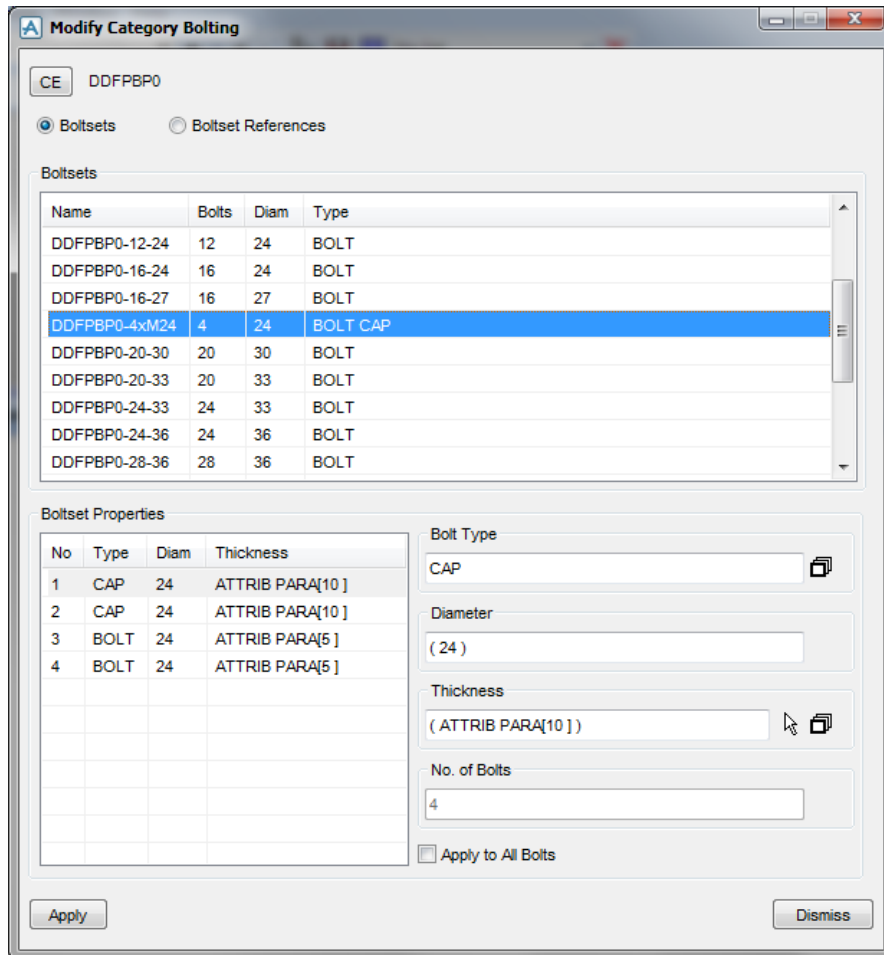 Modify Category Bolting
CE DDFPBP0
Boltsets Boltset References
Boltsets
Name Bolts Diam Type
DDFPBP0-12-24 12 24 BOLT
DDFPBP0-16-24 16 24 BOLT
DDFPBP0-16-27 16 27 BOLT
DDFPBP0-4xM24 4 24 BOLT CAP
DDFPBP0-20-30 20 30 BOLT
DDFPBP0-20-33 20 33 BOLT
DDFPBP0-24-33 24 33 BOLT
DDFPBP0-24-36 24 36 BOLT
DDFPBP0-28-36 28 36 BOLT
Boltset Properties
No Type Diam Thickness
1 CAP 24 ATTRIB PARA[10 ]
2 CAP 24 ATTRIB PARA[10 ]
3 BOLT 24 ATTRIB PARA[5 ]
4 BOLT 24 ATTRIB PARA[5 ]
Bolt Type
CAP
Diameter
( 24 )
Thickness
( ATTRIB PARA[10 ] )
No. of Bolts
4
Apply to All Bolts
Apply Dismiss